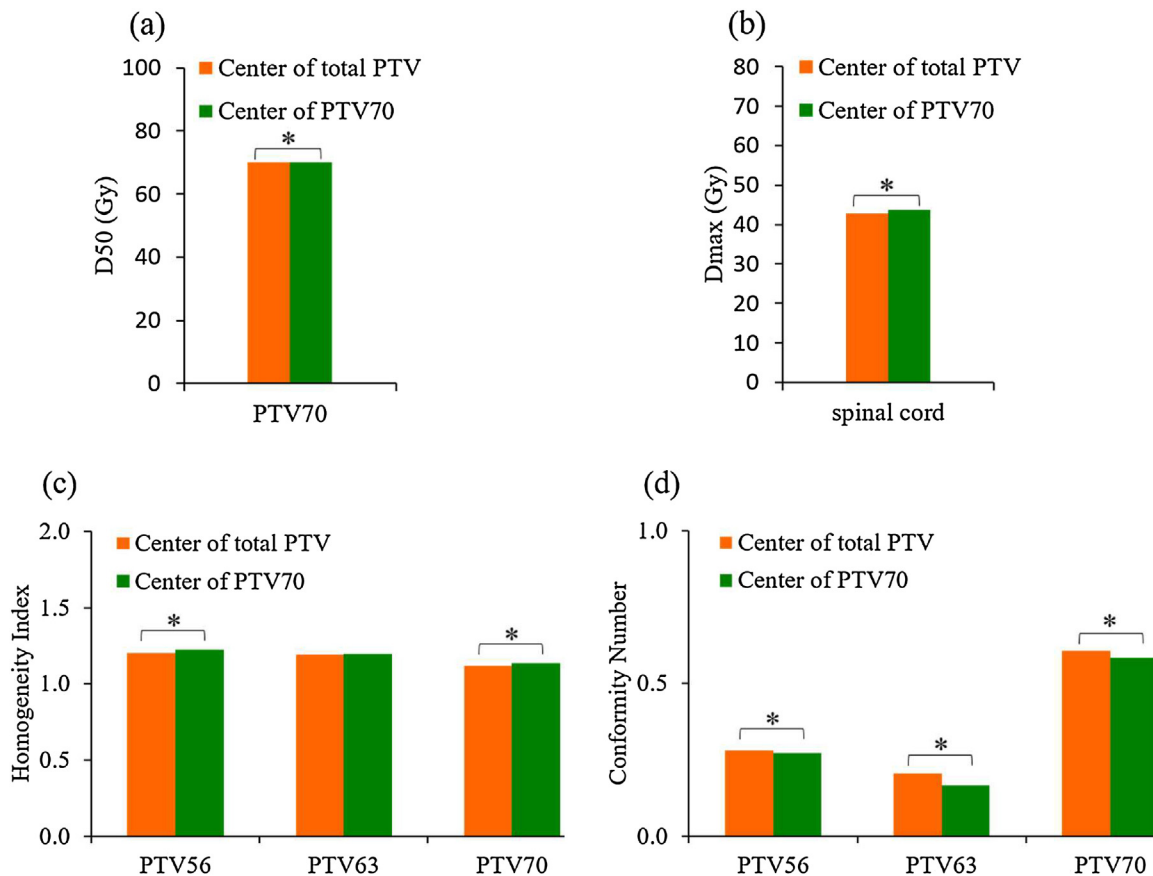 (a)
Center of total PTV
Center of PTV70
100
80
60
40
20
0
D50 (Gy)
*
PTV70
(b)
Center of total PTV
Center of PTV70
80
70
60
50
40
30
20
10
0
Dmax (Gy)
*
spinal cord
(c)
Center of total PTV
Center of PTV70
2.0
1.5
1.0
0.5
0.0
Homogeneity Index
*
*
PTV56
PTV63
PTV70
(d)
Center of total PTV
Center of PTV70
1.0
0.5
0.0
Conformity Number
*
*
*
PTV56
PTV63
PTV70